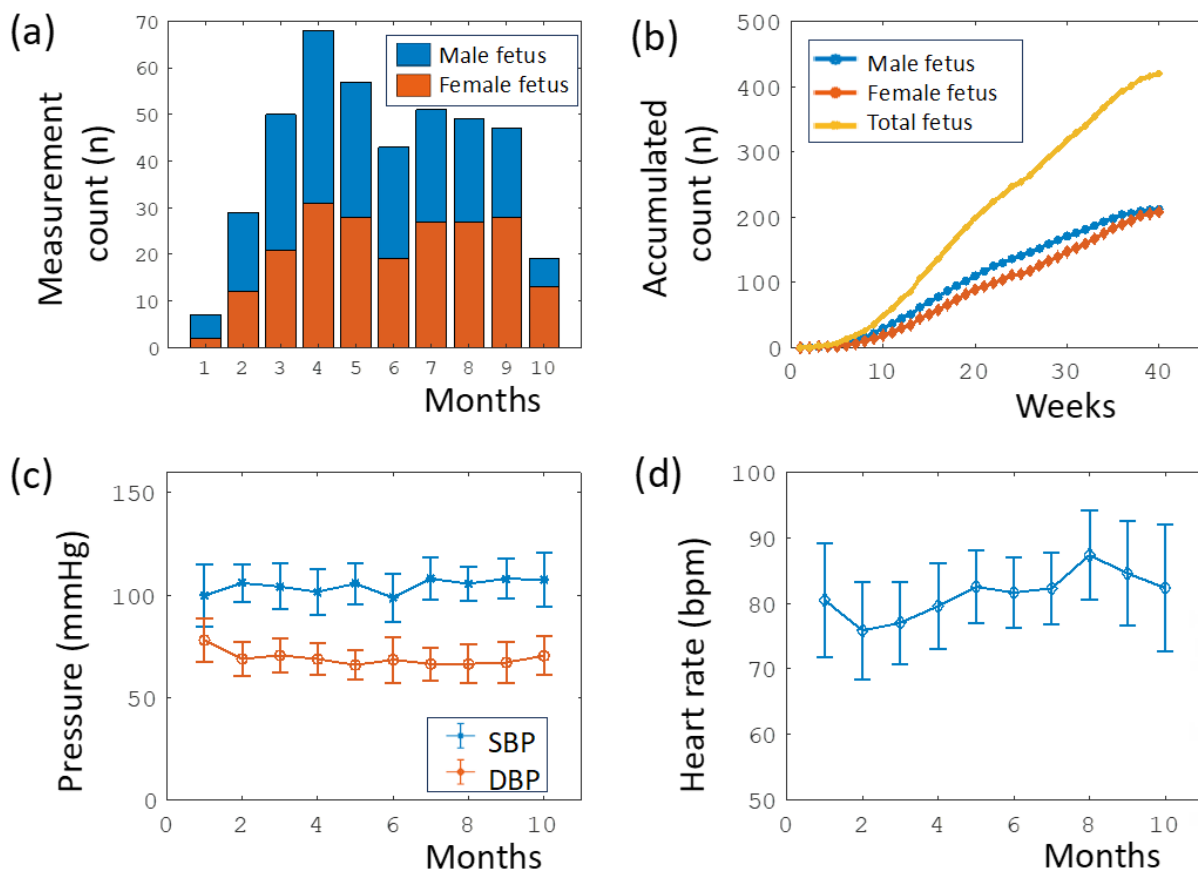 (a)
Measurement
count (n)
70
60
50
40
30
20
10
0
Male fetus
Female fetus
1 2 3 4 5 6 7 8 9 10
Months
(b)
Accumulated
count (n)
500
400
300
200
100
0
Male fetus
Female fetus
Total fetus
0 10 20 30 40
Weeks
(c)
Pressure (mmHg)
150
100
50
0
SBP
DBP
0 2 4 6 8 10
Months
(d)
Heart rate (bpm)
100
90
80
70
60
50
0 2 4 6 8 10
Months